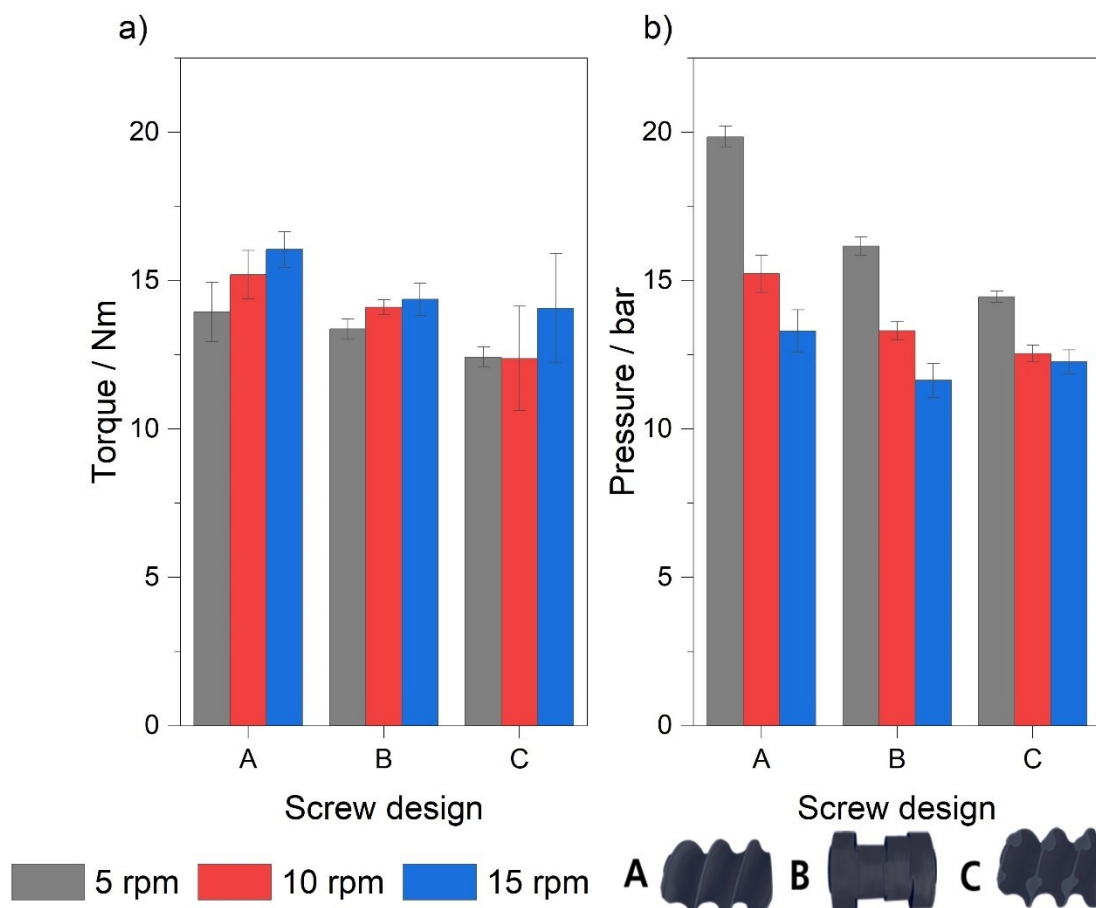 a)
Torque / Nm
20
15
10
5
0
A B C
Screw design
b)
Pressure / bar
20
15
10
5
0
A B C
Screw design
5 rpm 10 rpm 15 rpm
A B C